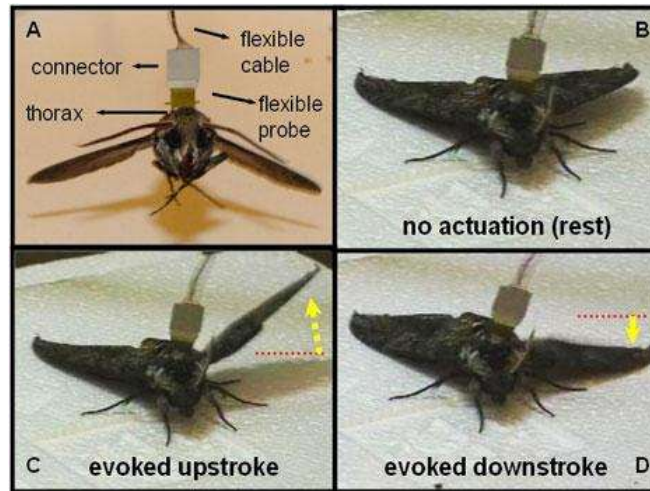 A
flexible
cable
connector
thorax
flexible
probe
B
no actuation (rest)
C
evoked upstroke
evoked downstroke
D